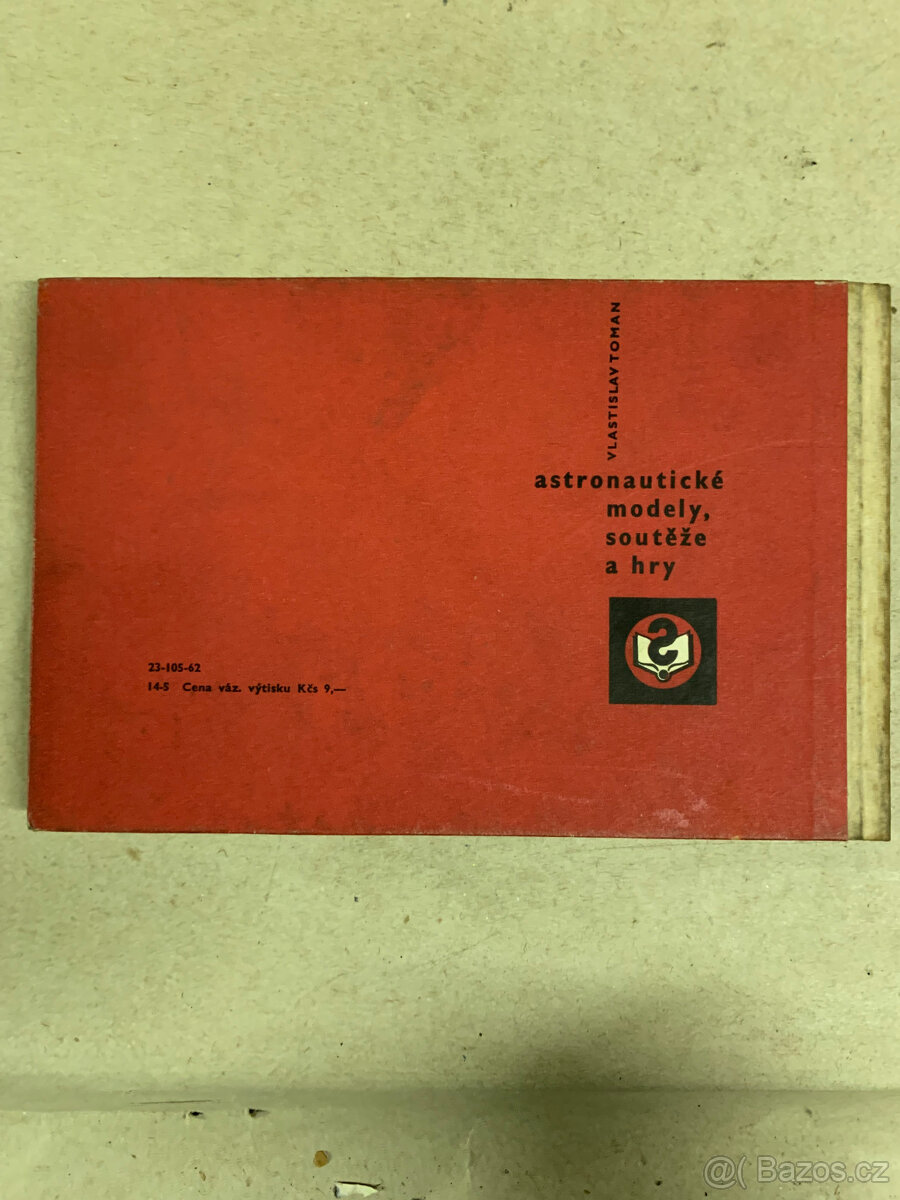 VLASTISLAV TOMAN
astronautické
modely,
soutěže
a hry
23-105-62
14-5 Cena váz. výtisku Kčs 9,—
@( Bazos.cz